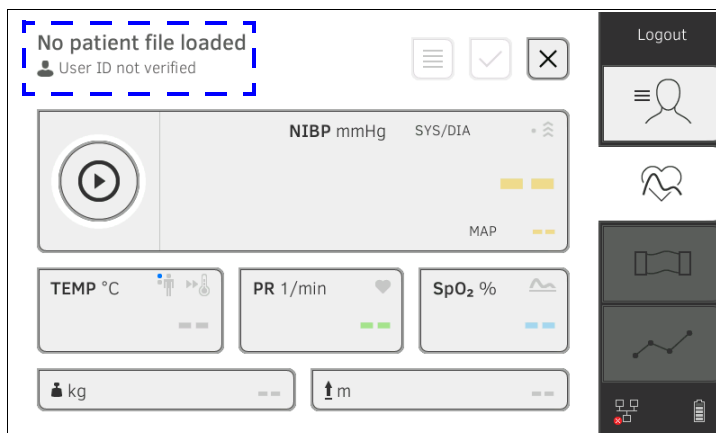 No patient file loaded
User ID not verified
Logout
NIBP mmHg SYS/DIA
-- --
MAP --
TEMP °C
--
PR 1/min
--
SpO₂ %
--
kg --
m --